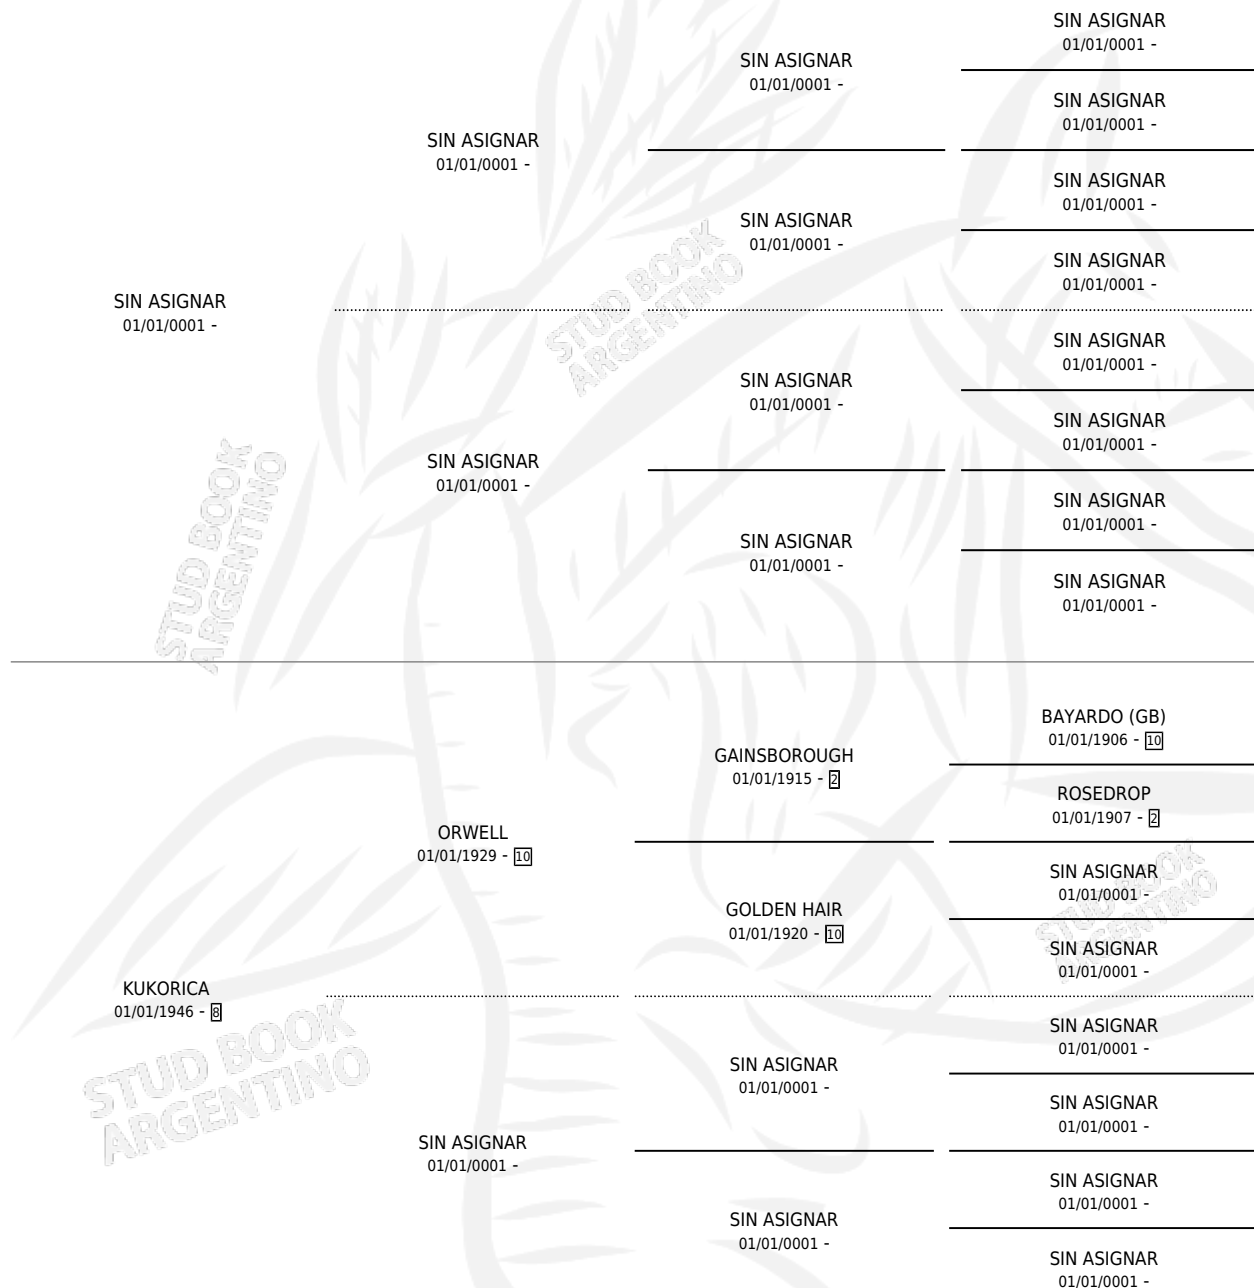 SIN ASIGNAR
01/01/0001 -
SIN ASIGNAR
01/01/0001 -
SIN ASIGNAR
01/01/0001 -
SIN ASIGNAR
01/01/0001 -
SIN ASIGNAR
01/01/0001 -
SIN ASIGNAR
01/01/0001 -
SIN ASIGNAR
01/01/0001 -
STUD BOOK
ARGENTINO
SIN ASIGNAR
01/01/0001 -
SIN ASIGNAR
01/01/0001 -
SIN ASIGNAR
01/01/0001 -
SIN ASIGNAR
01/01/0001 -
SIN ASIGNAR
01/01/0001 -
SIN ASIGNAR
01/01/0001 -
STUD BOOK
ARGENTINO
SIN ASIGNAR
01/01/0001 -
SIN ASIGNAR
01/01/0001 -
SIN ASIGNAR
01/01/0001 -
BAYARDO (GB)
01/01/1906 - 10
GAINSBOROUGH
01/01/1915 - 2
ROSEDROP
01/01/1907 - 2
ORWELL
01/01/1929 - 10
SIN ASIGNAR
01/01/0001 -
STUD BOOK
ARGENTINO
GOLDEN HAIR
01/01/1920 - 10
SIN ASIGNAR
01/01/0001 -
KUKORICA
01/01/1946 - 8
STUD BOOK
ARGENTINO
SIN ASIGNAR
01/01/0001 -
SIN ASIGNAR
01/01/0001 -
SIN ASIGNAR
01/01/0001 -
SIN ASIGNAR
01/01/0001 -
SIN ASIGNAR
01/01/0001 -
SIN ASIGNAR
01/01/0001 -
SIN ASIGNAR
01/01/0001 -